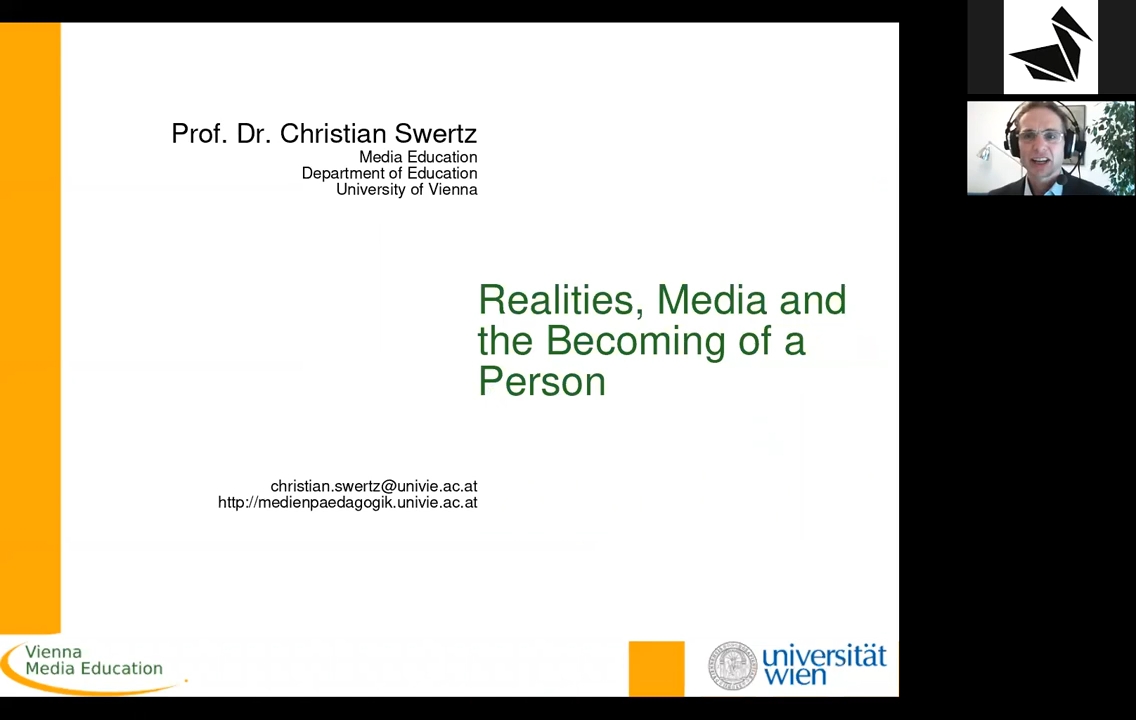 Prof. Dr. Christian Swertz
Media Education
Department of Education
University of Vienna
Realities, Media and
the Becoming of a
Person
christian.swertz@univie.ac.at
http://medienpaedagogik.univie.ac.at
Vienna
Media Education
universität
wien